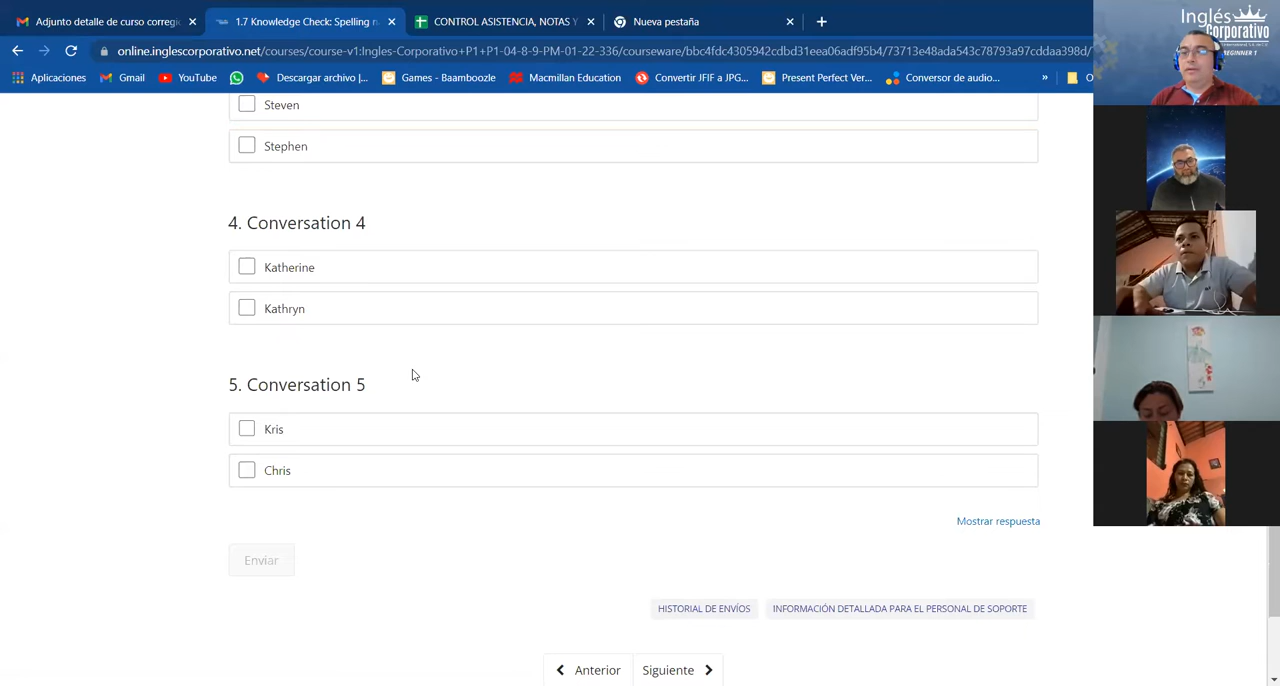 Adjunto detalle de curso corregi
1.7 Knowledge Check: Spelling ru
CONTROL ASISTENCIA, NOTAS Y
Nueva pestaña
online.inglescorporativo.net/courses/course-v1:Ingles-Corporativo+P1+P1-04-8-9-PM-01-22-336/courseware/bbc4fdc4305942cdbd31eea06adf95b4/73713e48ada543c78793a97cddaa398d/
Aplicaciones
Gmail
YouTube
Descargar archivo |...
Games - Baamboozle
Macmillan Education
Convertir JFIF a JPG...
Present Perfect Ver...
Conversor de audio...
»
Inglés
Corporativo
BEGINNER 1
Steven
Stephen
4. Conversation 4
Katherine
Kathryn
5. Conversation 5
Kris
Chris
Mostrar respuesta
Enviar
HISTORIAL DE ENVÍOS
INFORMACIÓN DETALLADA PARA EL PERSONAL DE SOPORTE
Anterior
Siguiente